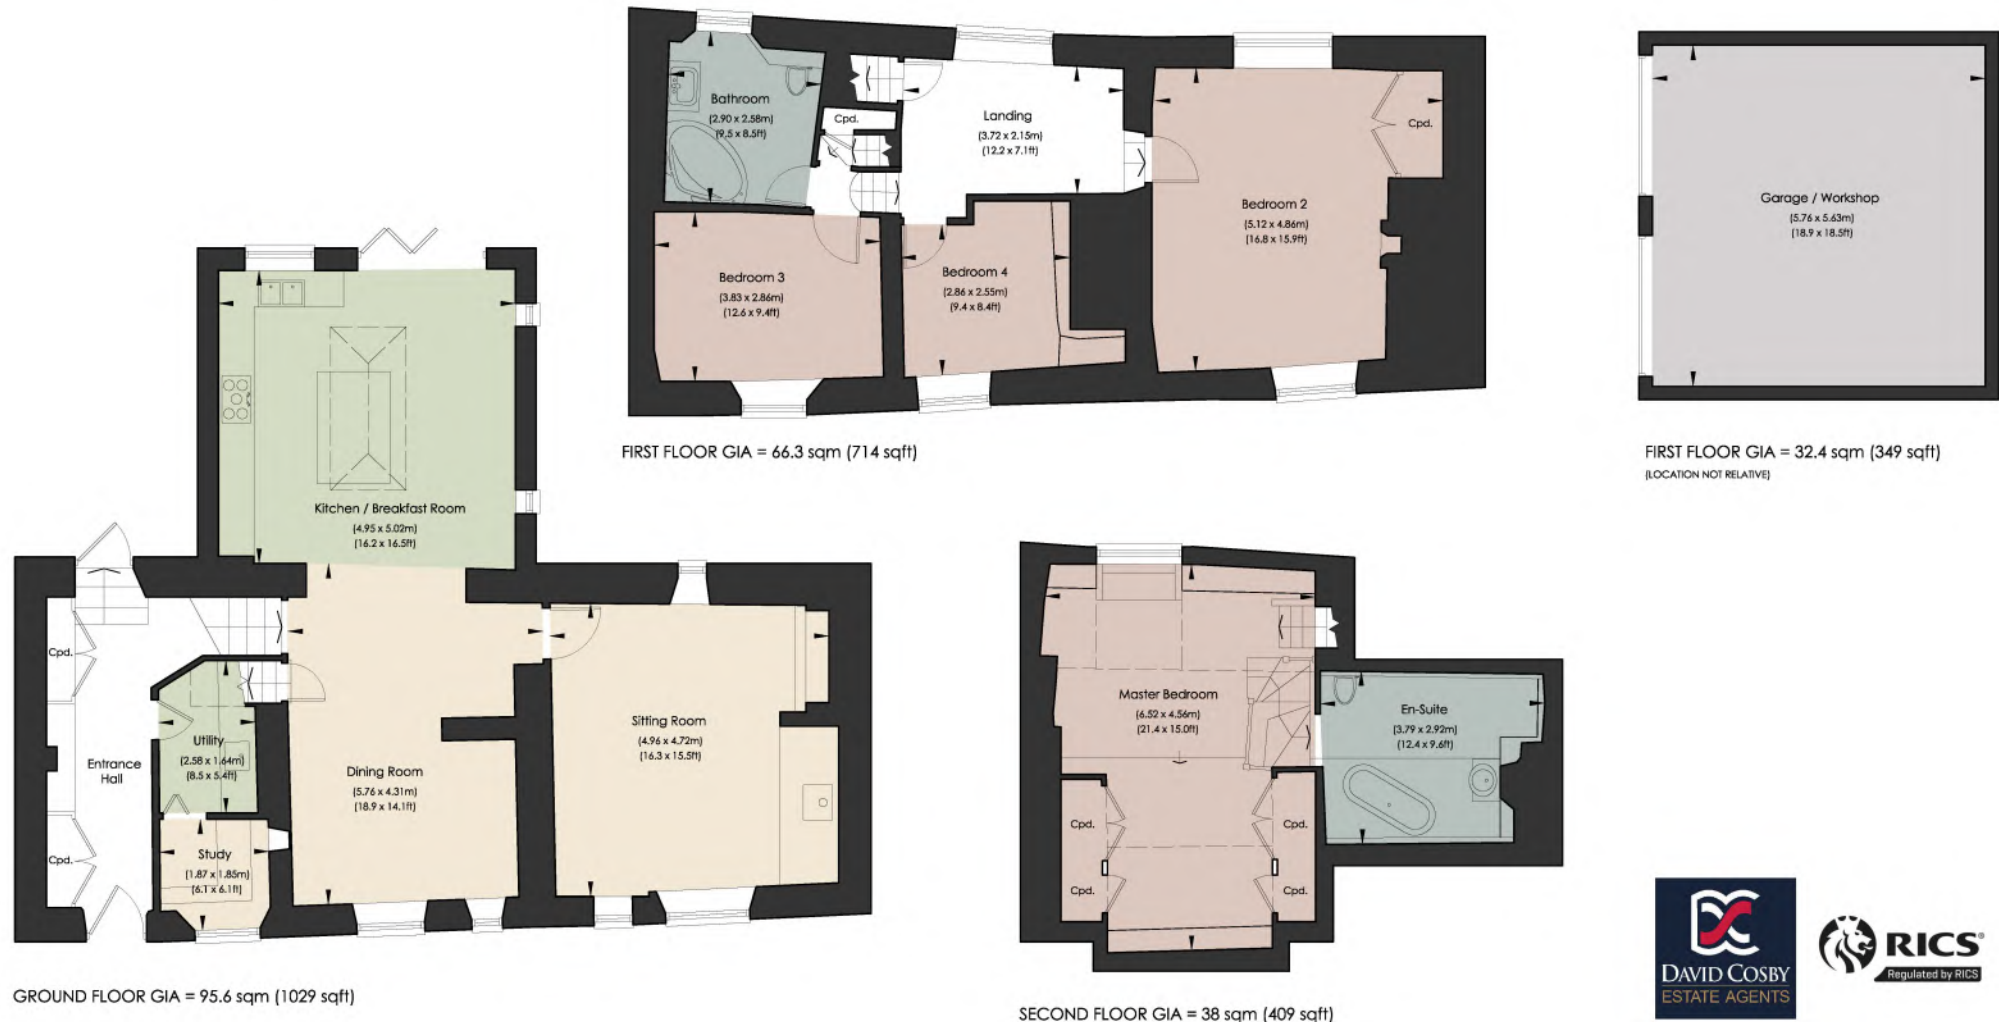 Bathroom
(2.90 x 2.58m)
(9.5 x 8.5ft)
Cpd.
Landing
(3.72 x 2.15m)
(12.2 x 7.1ft)
Cpd.
Bedroom 2
(5.12 x 4.86m)
(16.8 x 15.9ft)
Bedroom 3
(3.83 x 2.86m)
(12.6 x 9.4ft)
Bedroom 4
(2.86 x 2.55m)
(9.4 x 8.4ft)
FIRST FLOOR GIA = 66.3 sqm (714 sqft)
Garage / Workshop
(5.76 x 5.63m)
(18.9 x 18.5ft)
FIRST FLOOR GIA = 32.4 sqm (349 sqft)
(LOCATION NOT RELATIVE)
Kitchen / Breakfast Room
(4.95 x 5.02m)
(16.2 x 16.5ft)
Cpd.
Utility
(2.58 x 1.64m)
(8.5 x 5.4ft)
Entrance
Hall
Dining Room
(5.76 x 4.31m)
(18.9 x 14.1ft)
Sitting Room
(4.96 x 4.72m)
(16.3 x 15.5ft)
Cpd.
Study
(1.87 x 1.85m)
(6.1 x 6.1ft)
GROUND FLOOR GIA = 95.6 sqm (1029 sqft)
Master Bedroom
(6.52 x 4.56m)
(21.4 x 15.0ft)
En-Suite
(3.79 x 2.92m)
(12.4 x 9.6ft)
Cpd.
Cpd.
Cpd.
Cpd.
SECOND FLOOR GIA = 38 sqm (409 sqft)
DAVID COSBY
ESTATE AGENTS
RICS®
Regulated by RICS